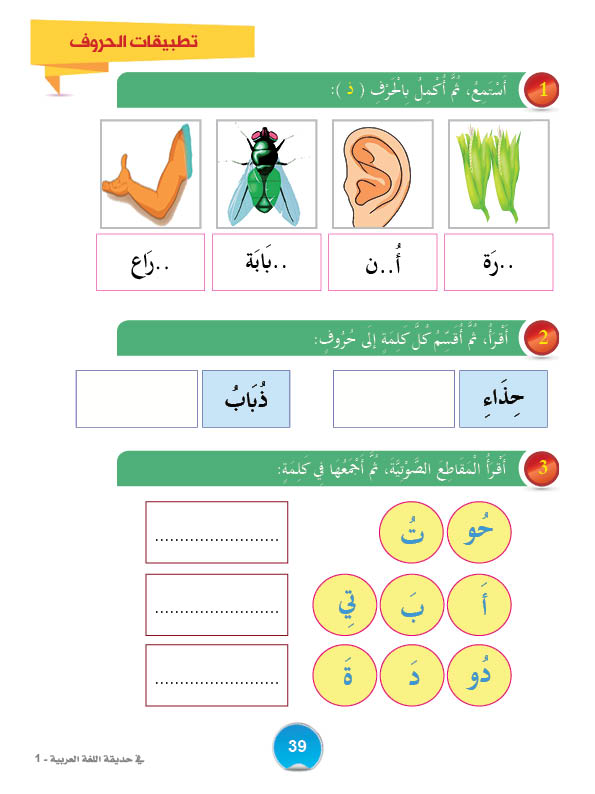 تطبيقات الحروف
1 أَسْتَمِعُ، ثُمَّ أُكْمِلُ بِالْحَرْفِ ( ذ ):
..رَة أُ..ن ..بَابَة ..رَاع
2 أَقْرَأُ، ثُمَّ أُقَسِّمُ كُلَّ كَلِمَةٍ إِلَى حُرُوفٍ:
حِذَاءِ ذُبَابُ
3 أَقْرَأُ الْمَقَاطِعَ الصَّوْتِيَّةَ، ثُمَّ أَجْمَعُهَا فِي كَلِمَةٍ:
حُو تُ ........................
أَ بَ تِي ........................
دُو دَ ةَ ........................
39
في حديقة اللغة العربية - 1